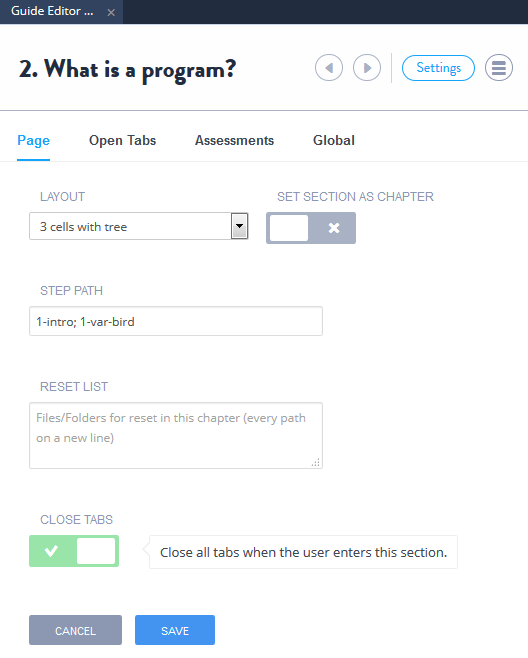 Guide Editor ... ×
2. What is a program?
Settings
Page Open Tabs Assessments Global
LAYOUT SET SECTION AS CHAPTER
3 cells with tree
STEP PATH
1-intro; 1-var-bird
RESET LIST
Files/Folders for reset in this chapter (every path
on a new line)
CLOSE TABS
Close all tabs when the user enters this section.
CANCEL SAVE